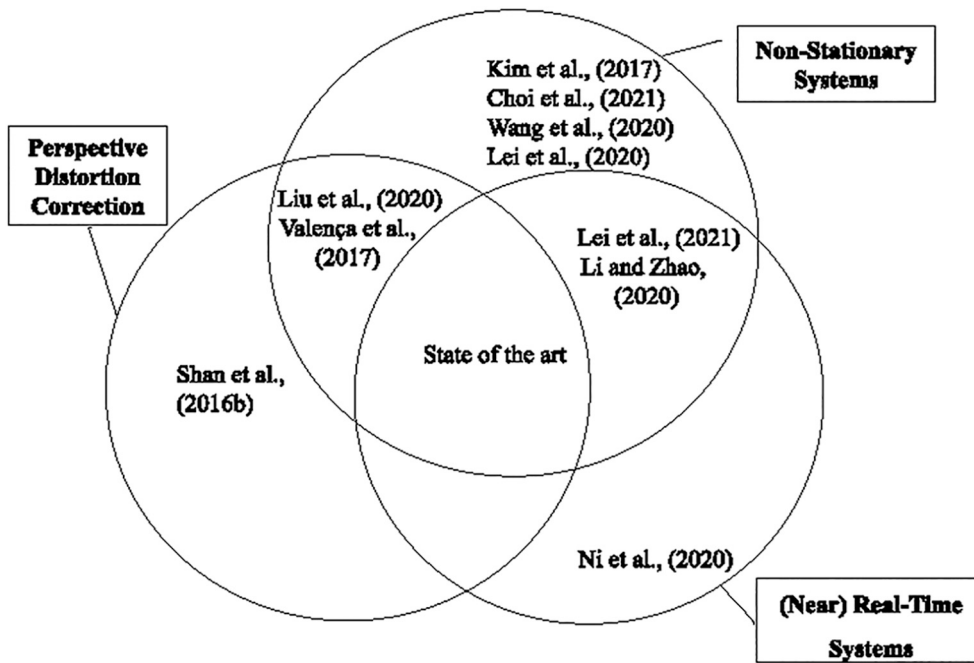 Non-Stationary
Systems
Kim et al., (2017)
Choi et al., (2021)
Wang et al., (2020)
Lei et al., (2020)
Perspective
Distortion
Correction
Liu et al., (2020)
Valença et al.,
(2017)
Lei et al., (2021)
Li and Zhao,
(2020)
State of the art
Shan et al.,
(2016b)
Ni et al., (2020)
(Near) Real-Time
Systems